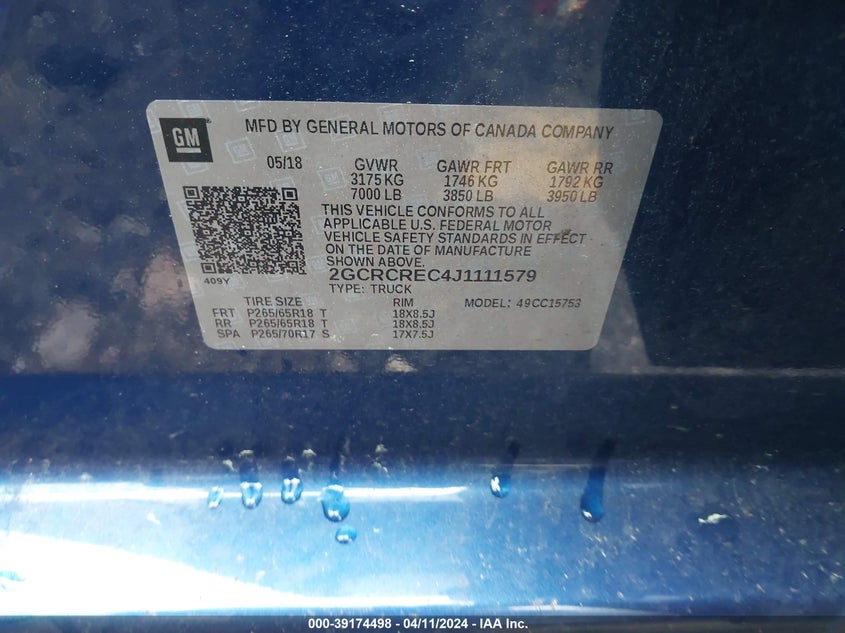 GM
MFD BY GENERAL MOTORS OF CANADA COMPANY
05/18 GVWR GAWR FRT GAWR RR
3175 KG 1746 KG 1792 KG
7000 LB 3850 LB 3950 LB
THIS VEHICLE CONFORMS TO ALL
APPLICABLE U.S. FEDERAL MOTOR
VEHICLE SAFETY STANDARDS IN EFFECT
ON THE DATE OF MANUFACTURE
SHOWN ABOVE.
409Y 2GCRCREC4J1111579
TYPE: TRUCK
TIRE SIZE RIM MODEL: 49CC15753
FRT P265/65R18 T 18X8.5J
RR P265/65R18 T 18X8.5J
SPA P265/70R17 S 17X7.5J
000-39174498 - 04/11/2024 - IAA Inc.